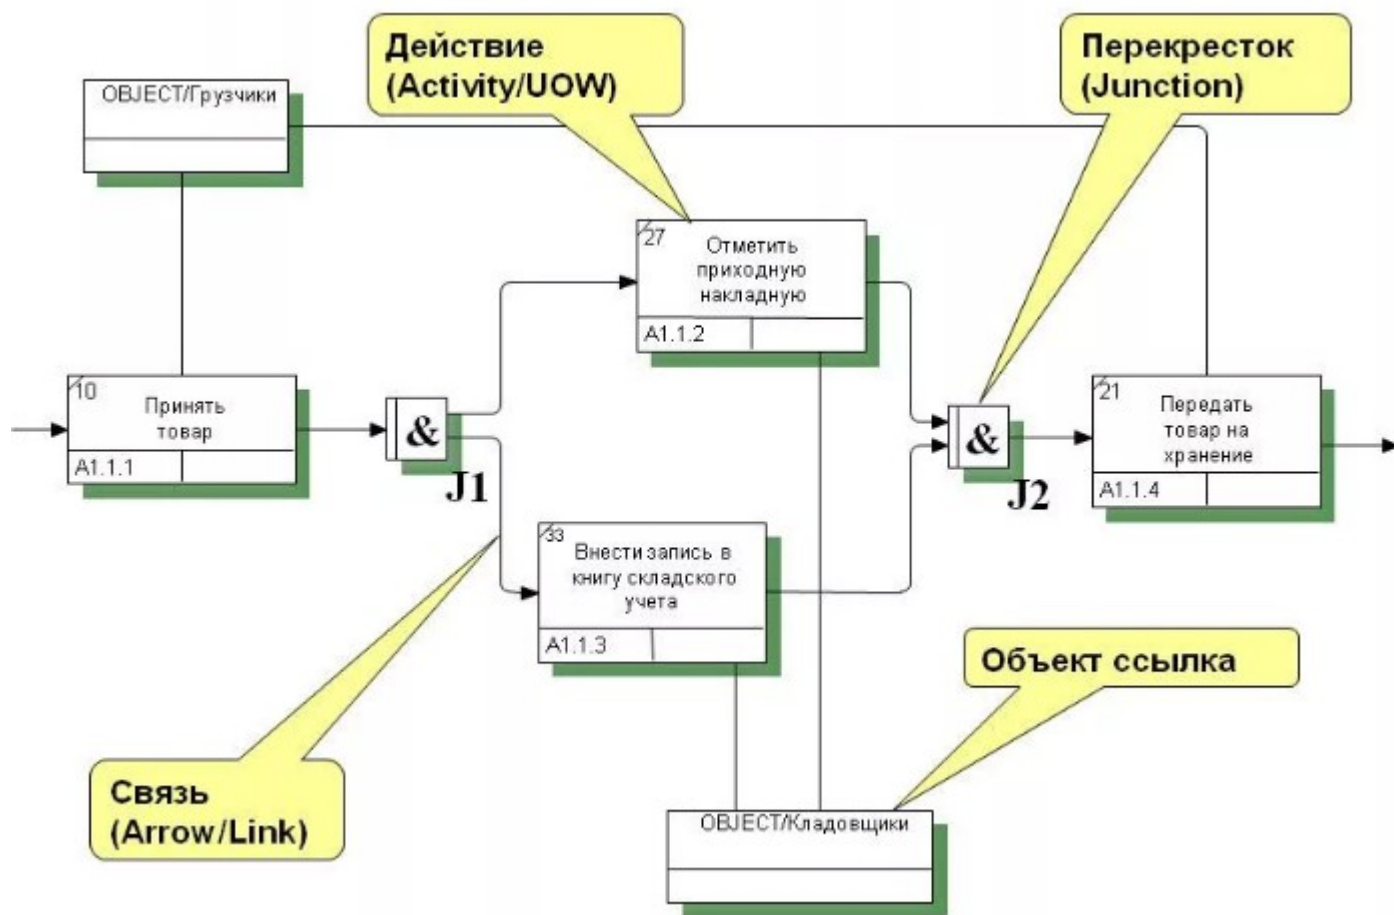 Действие
(Activity/UOW)
Перекресток
(Junction)
OBJECT/Грузчики
27
Отметить
приходную
накладную
A1.1.2
10
Принять
товар
A1.1.1
&
J1
&
J2
21
Передать
товар на
хранение
A1.1.4
33
Внести запись в
книгу складского
учета
A1.1.3
Объект ссылка
Связь
(Arrow/Link)
OBJECT/Кладовщики